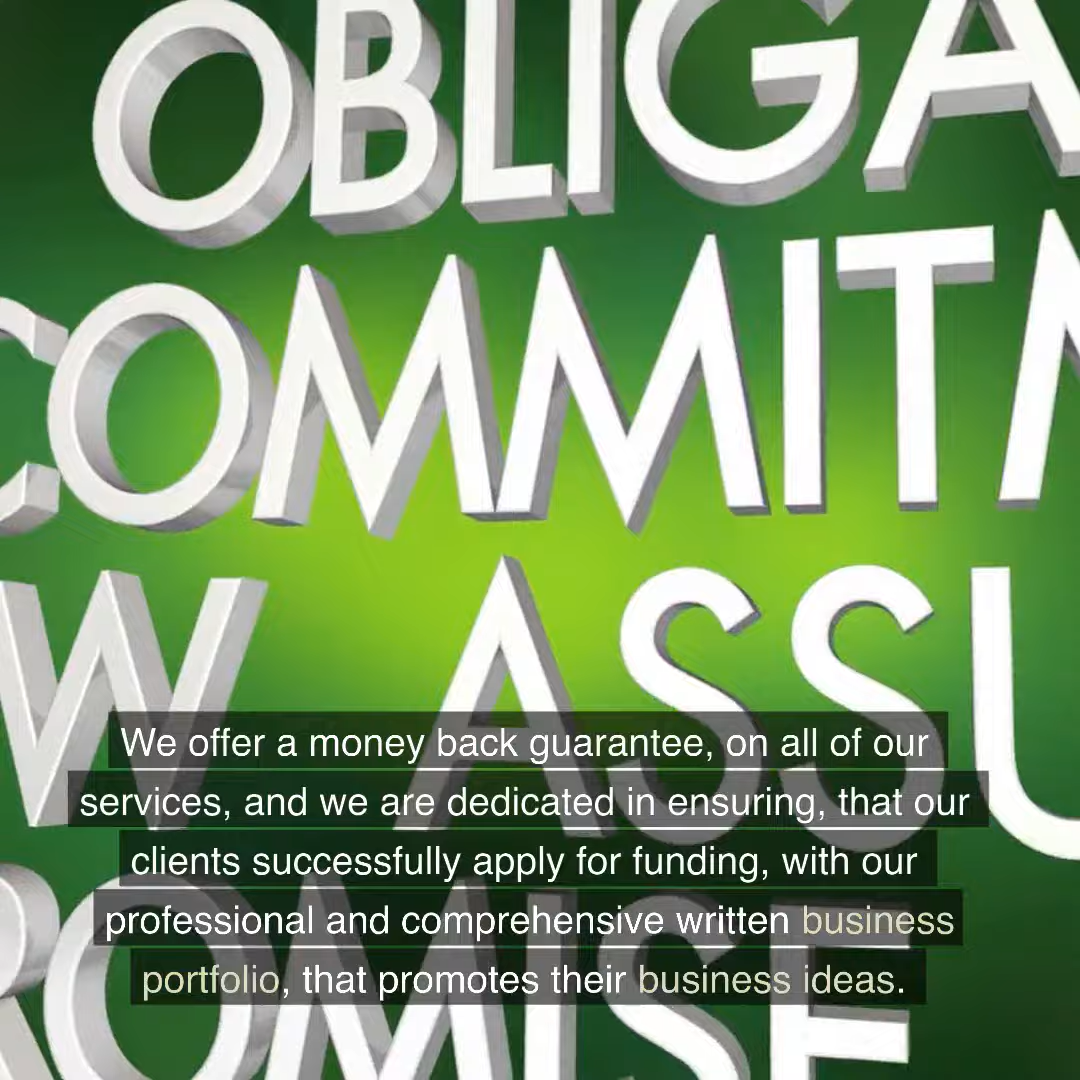 OBLIGA
COMMITM
W ASSU
ROMISE
We offer a money back guarantee, on all of our
services, and we are dedicated in ensuring, that our
clients successfully apply for funding, with our
professional and comprehensive written business
portfolio, that promotes their business ideas.